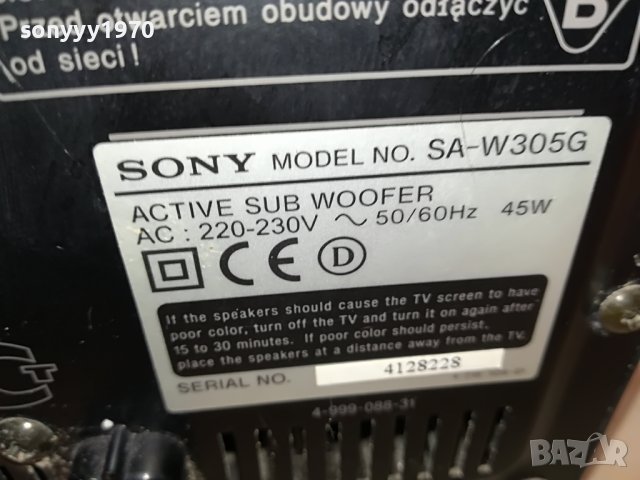 sonyyy1970
Przed otwarciem obudowy odłączyć
od sieci!
B
SONY MODEL NO. SA-W305G
ACTIVE SUB WOOFER
AC : 220-230V ~ 50/60Hz 45W
CE D
If the speakers should cause the TV screen to have
poor color, turn off the TV and turn it on again after
15 to 30 minutes. If poor color should persist,
place the speakers at a distance away from the TV.
SERIAL NO. 4128228
4-999-088-31
BAZAR